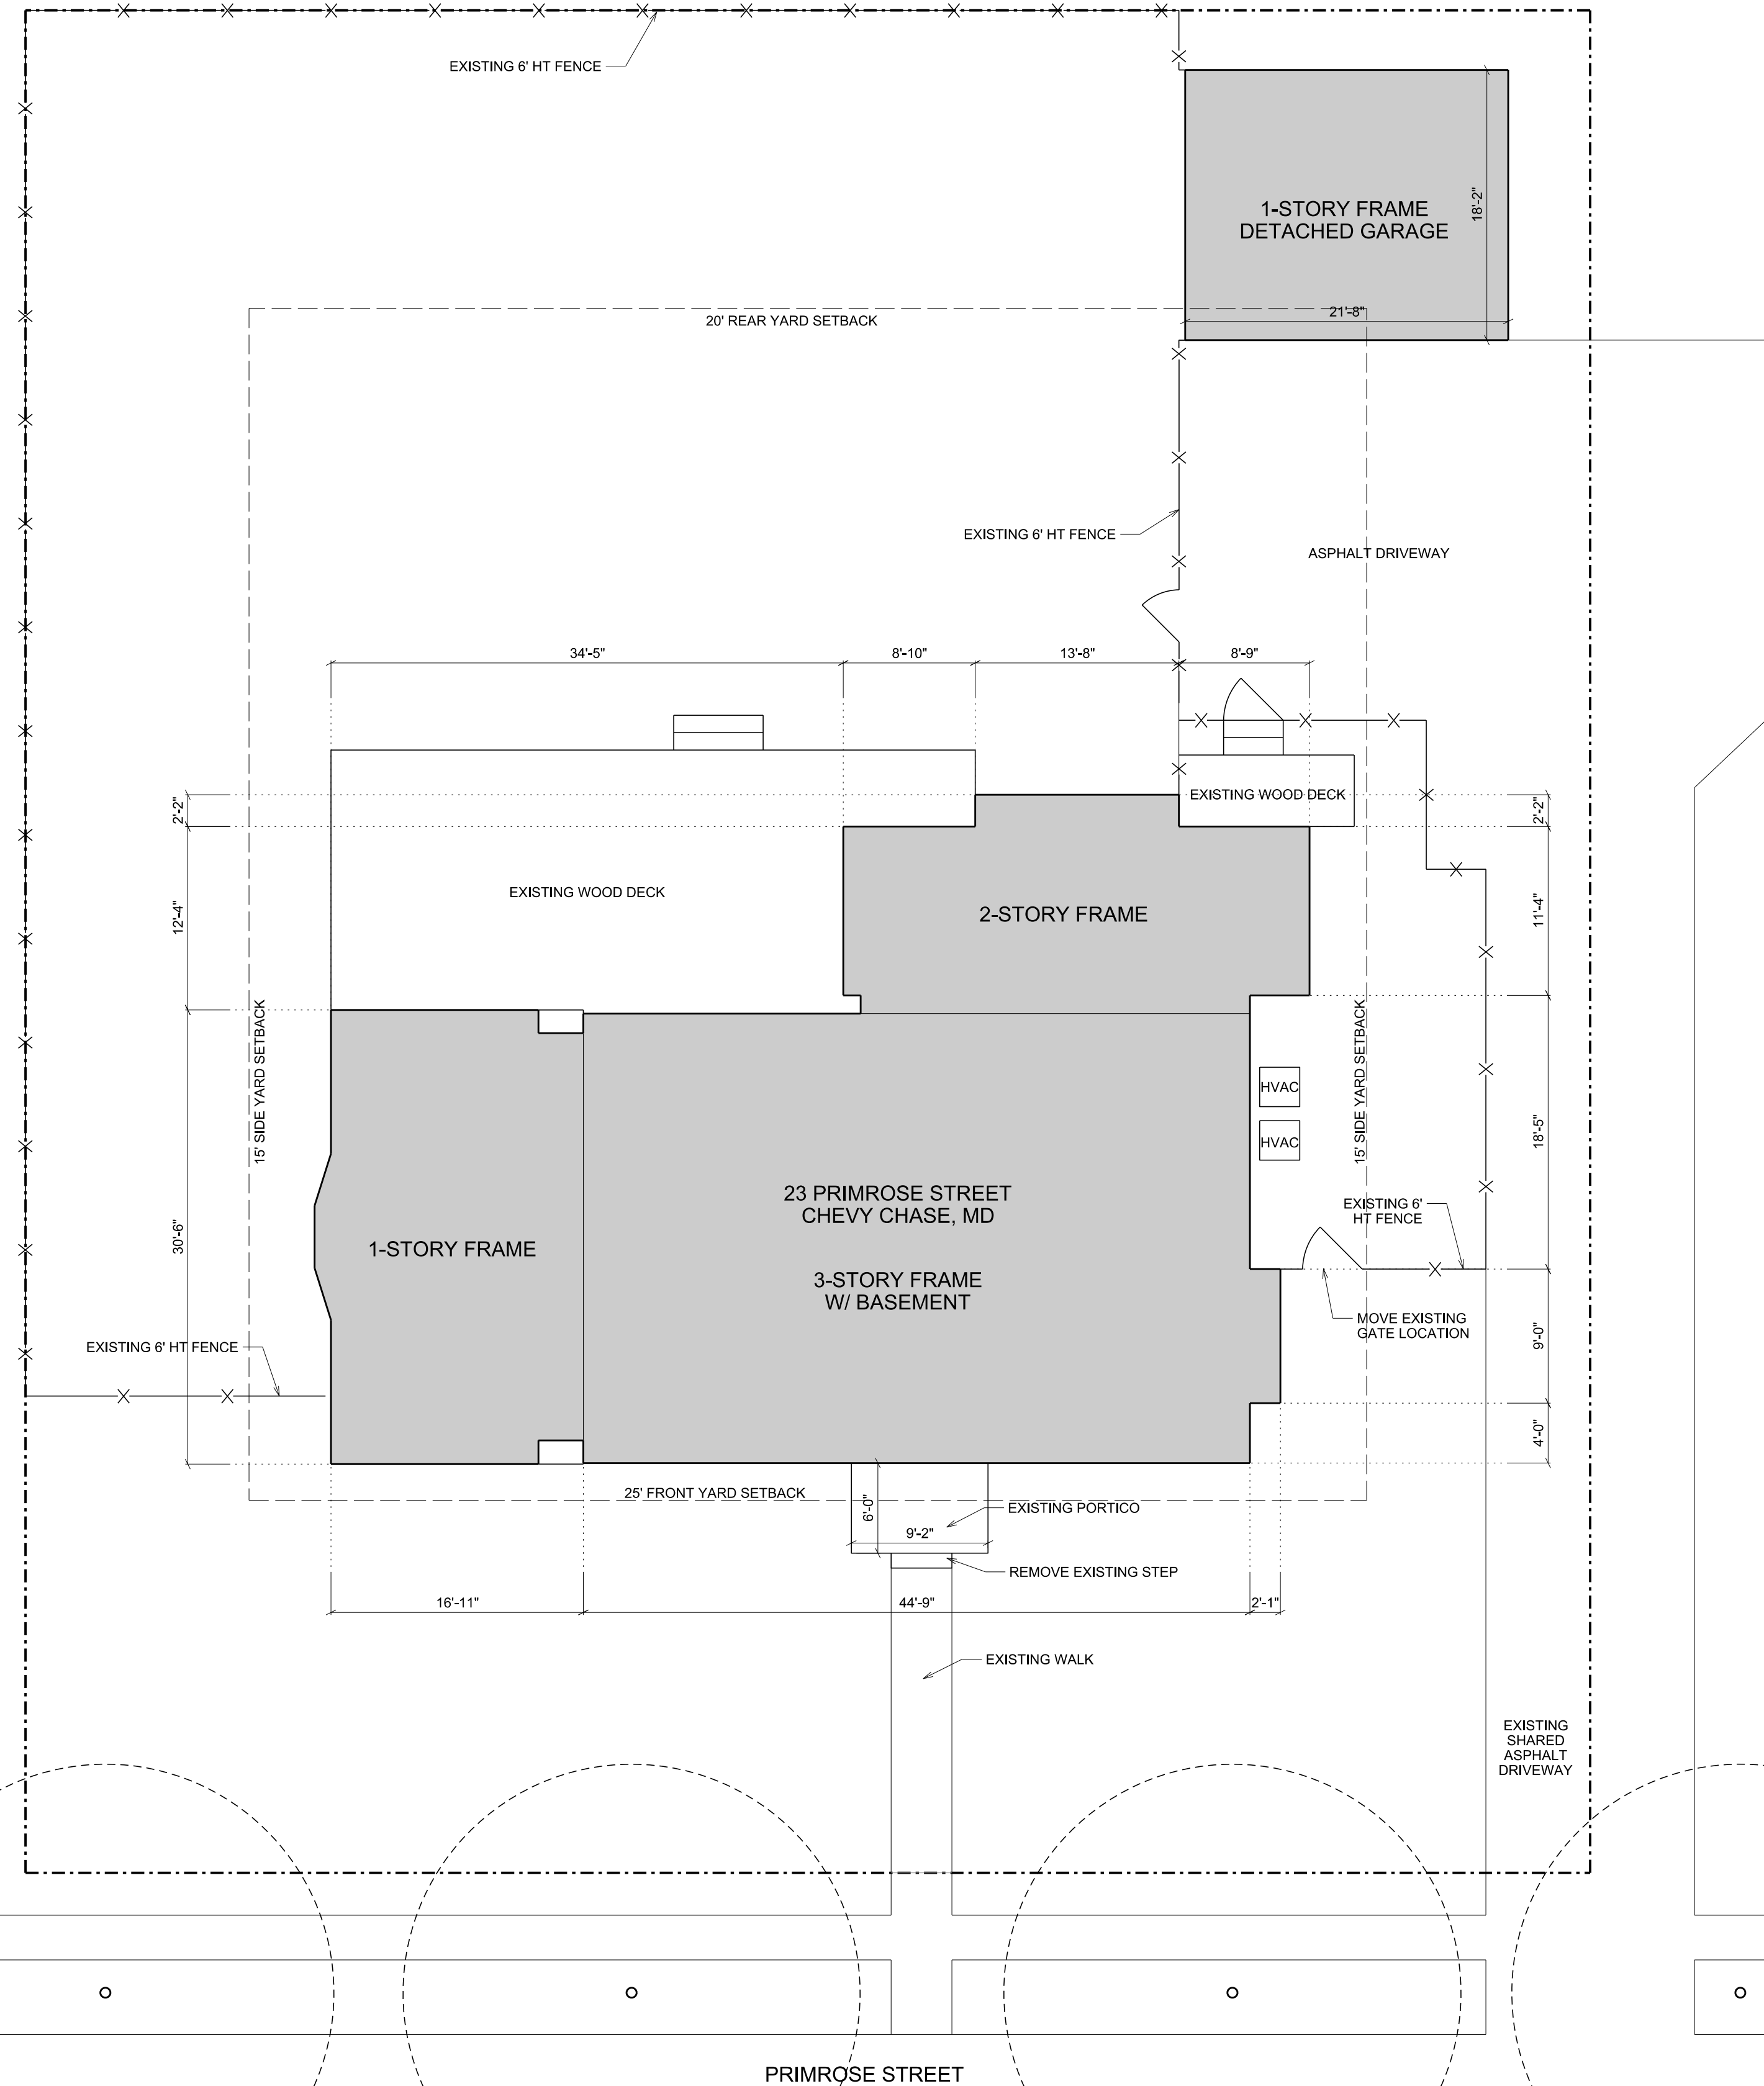 EXISTING 6' HT FENCE
1-STORY FRAME
DETACHED GARAGE
18'-2"
21'-8"
20' REAR YARD SETBACK
EXISTING 6' HT FENCE
ASPHALT DRIVEWAY
34'-5"
8'-10"
13'-8"
8'-9"
2'-2"
EXISTING WOOD DECK
2'-2"
12'-4"
EXISTING WOOD DECK
2-STORY FRAME
11'-4"
15' SIDE YARD SETBACK
HVAC
HVAC
15' SIDE YARD SETBACK
18'-5"
23 PRIMROSE STREET
CHEVY CHASE, MD
EXISTING 6'
HT FENCE
30'-6"
1-STORY FRAME
3-STORY FRAME
W/ BASEMENT
MOVE EXISTING
GATE LOCATION
9'-0"
EXISTING 6' HT FENCE
4'-0"
25' FRONT YARD SETBACK
6'-0"
EXISTING PORTICO
9'-2"
REMOVE EXISTING STEP
16'-11"
44'-9"
2'-1"
EXISTING WALK
EXISTING
SHARED
ASPHALT
DRIVEWAY
PRIMROSE STREET